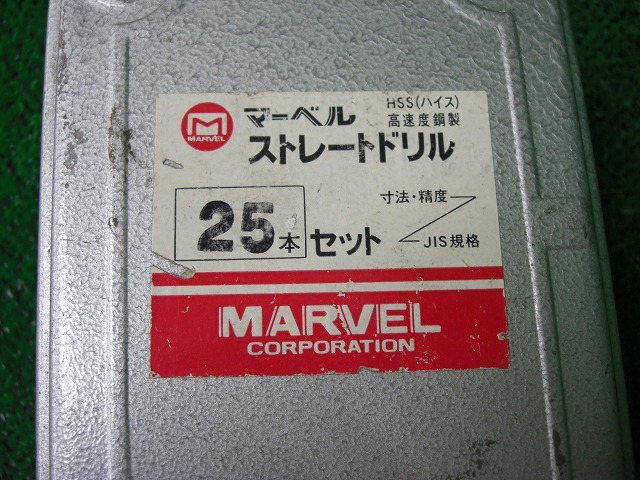 M
MARVEL
マーベル
HSS(ハイス)
高速度鋼製
ストレートドリル
25本セット
寸法・精度
JIS規格
MARVEL
CORPORATION